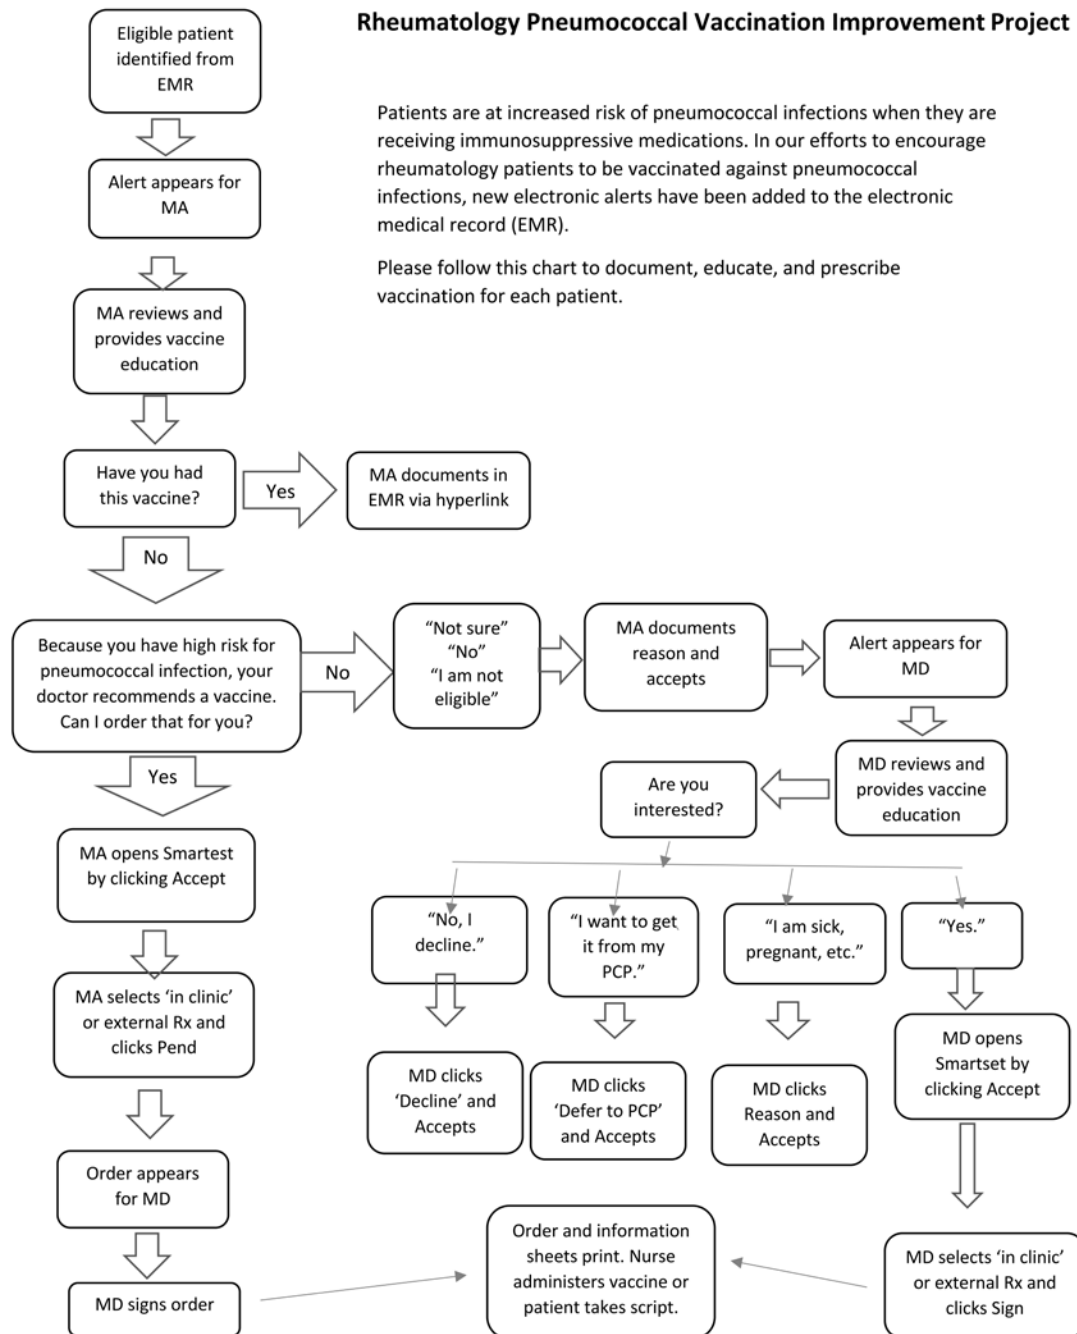 Rheumatology Pneumococcal Vaccination Improvement Project
Patients are at increased risk of pneumococcal infections when they are
receiving immunosuppressive medications. In our efforts to encourage
rheumatology patients to be vaccinated against pneumococcal
infections, new electronic alerts have been added to the electronic
medical record (EMR).
Please follow this chart to document, educate, and prescribe
vaccination for each patient.
Eligible patient
identified from
EMR
Alert appears for
MA
MA reviews and
provides vaccine
education
Have you had
this vaccine?
Yes
MA documents in
EMR via hyperlink
No
Because you have high risk for
pneumococcal infection, your
doctor recommends a vaccine.
Can I order that for you?
No
“Not sure”
“No”
“I am not
eligible”
MA documents
reason and
accepts
Alert appears for
MD
MD reviews and
provides vaccine
education
Are you
interested?
Yes
MA opens Smartest
by clicking Accept
MA selects ‘in clinic’
or external Rx and
clicks Pend
Order appears
for MD
MD signs order
“No, I
decline.”
MD clicks
‘Decline’ and
Accepts
“I want to get
it from my
PCP.”
MD clicks
‘Defer to PCP’
and Accepts
“I am sick,
pregnant, etc.”
MD clicks
Reason and
Accepts
“Yes.”
MD opens
Smartset by
clicking Accept
MD selects ‘in clinic’
or external Rx and
clicks Sign
Order and information
sheets print. Nurse
administers vaccine or
patient takes script.